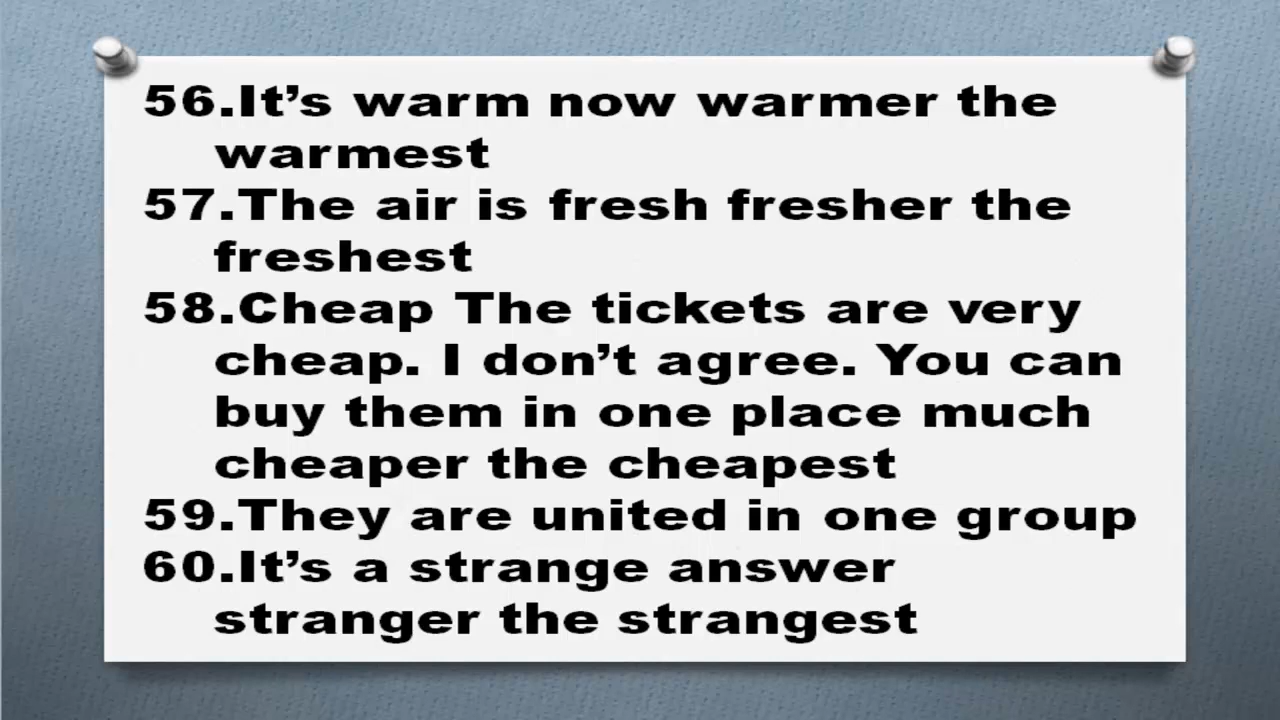 56.It’s warm now warmer the
warmest
57.The air is fresh fresher the
freshest
58.Cheap The tickets are very
cheap. I don’t agree. You can
buy them in one place much
cheaper the cheapest
59.They are united in one group
60.It’s a strange answer
stranger the strangest